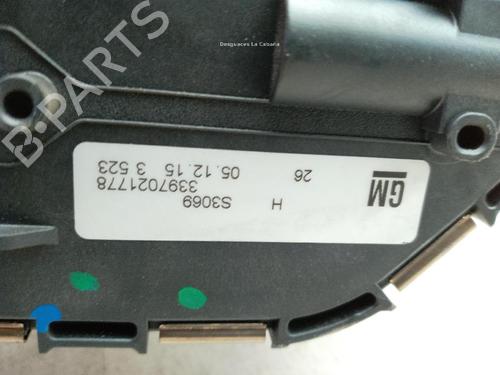 Desguaces La Cabaña
B-PARTS
GM
H
26
S3069
3397021778
05.12.15 3 523